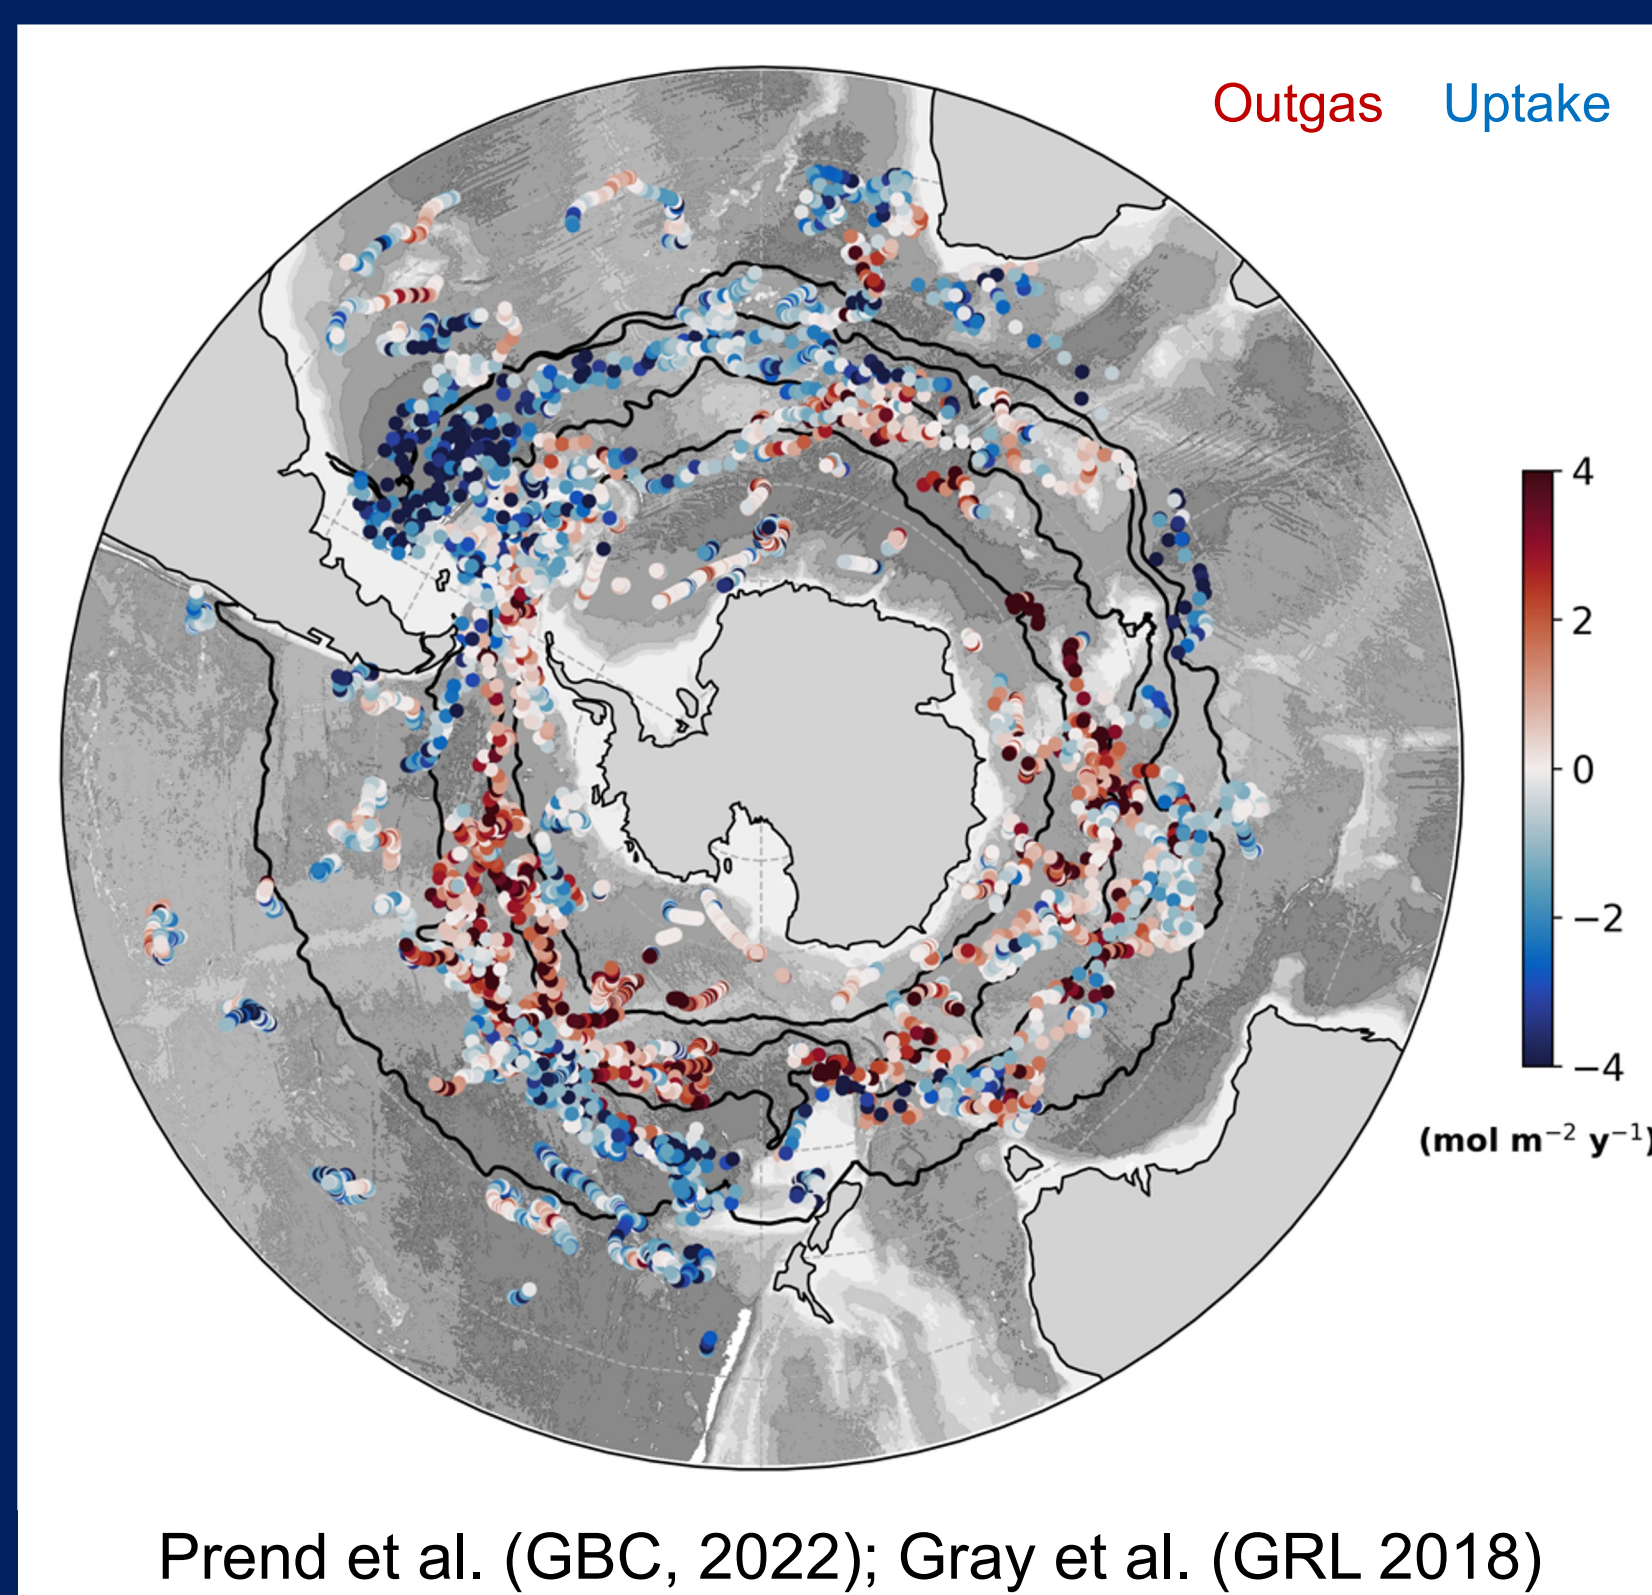 Outgas Uptake
4
2
0
−2
−4
(mol m⁻² y⁻¹)
Prend et al. (GBC, 2022); Gray et al. (GRL 2018)